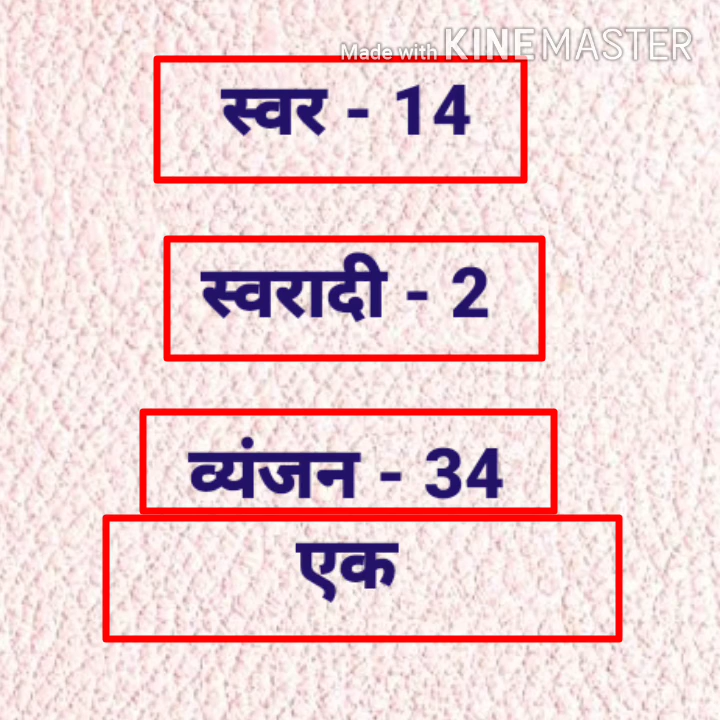 Made with KINEMASTER
स्वर - 14
स्वरादी - 2
व्यंजन - 34
एक